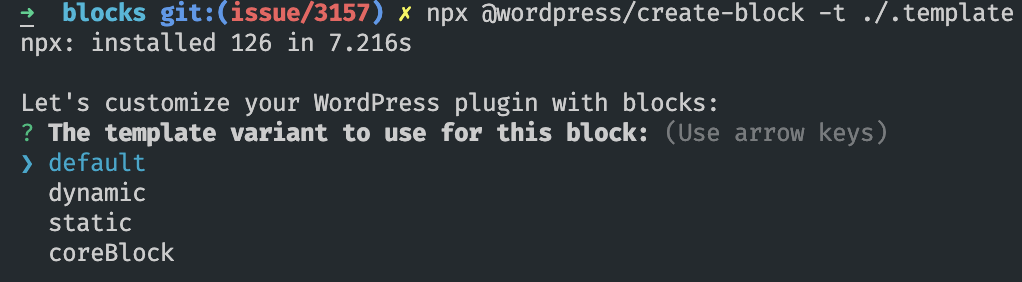 ➜ blocks git:(issue/3157) ✗ npx @wordpress/create-block -t ./.template
npx: installed 126 in 7.216s
Let's customize your WordPress plugin with blocks:
? The template variant to use for this block: (Use arrow keys)
❯ default
dynamic
static
coreBlock